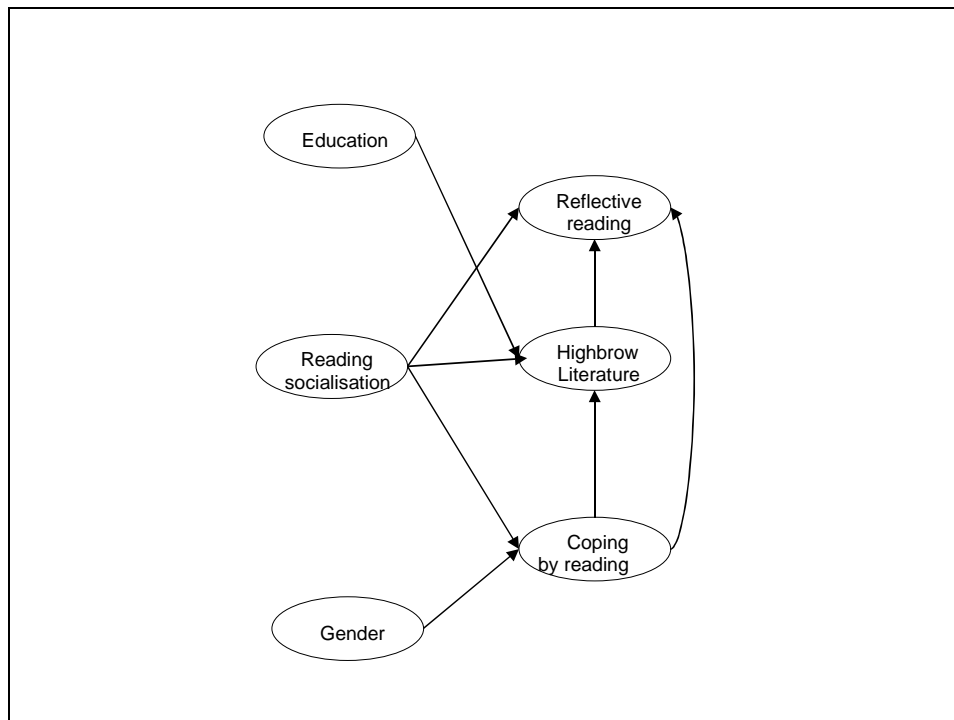 Education
Reflective
reading
Reading
socialisation
Highbrow
Literature
Coping
by reading
Gender